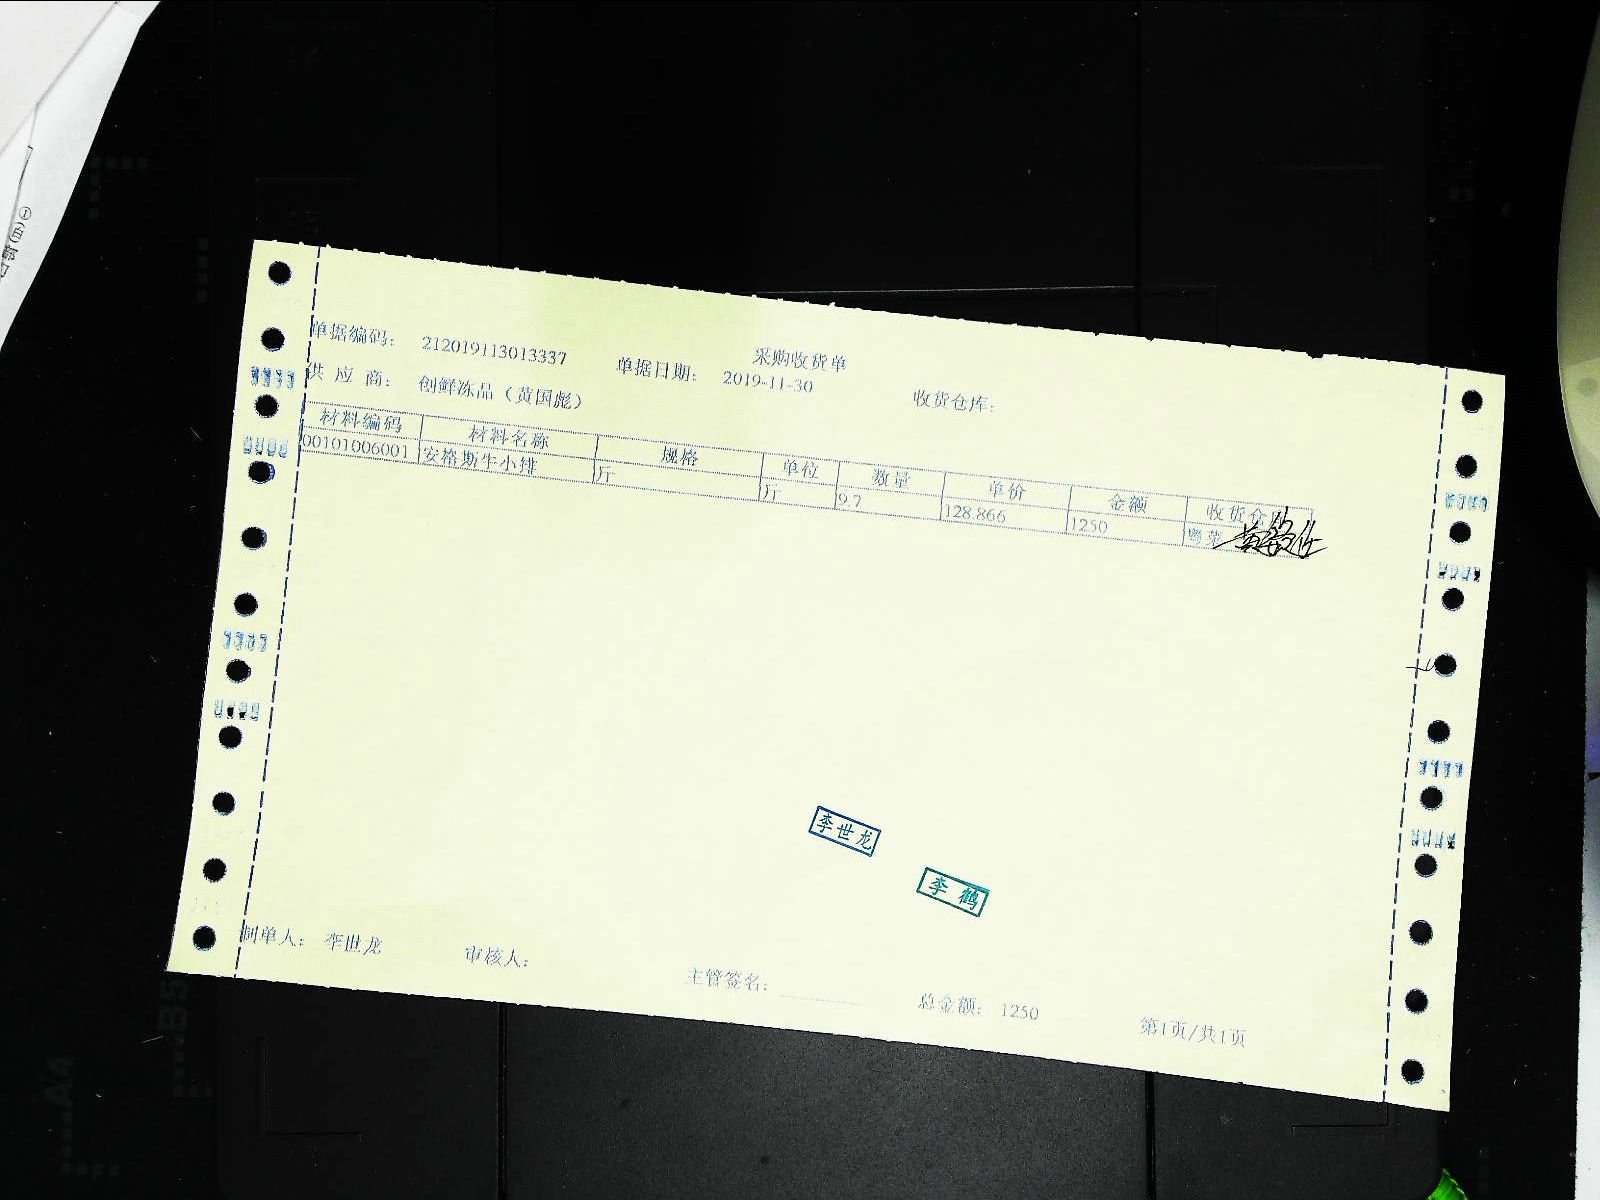 采购收货单
单据编码： 212019113013337 单据日期： 2019-11-30 收货仓库：
供应商： 创鲜冻品（黄国彪）
材料编码 材料名称 规格 单位 数量 单价 金额 收货仓库
00101006001 安格斯牛小排 斤 斤 9.7 128.866 1250 粤菜
李世龙
李鹤
制单人： 李世龙 审核人： 主管签名： 总金额： 1250 第1页/共1页